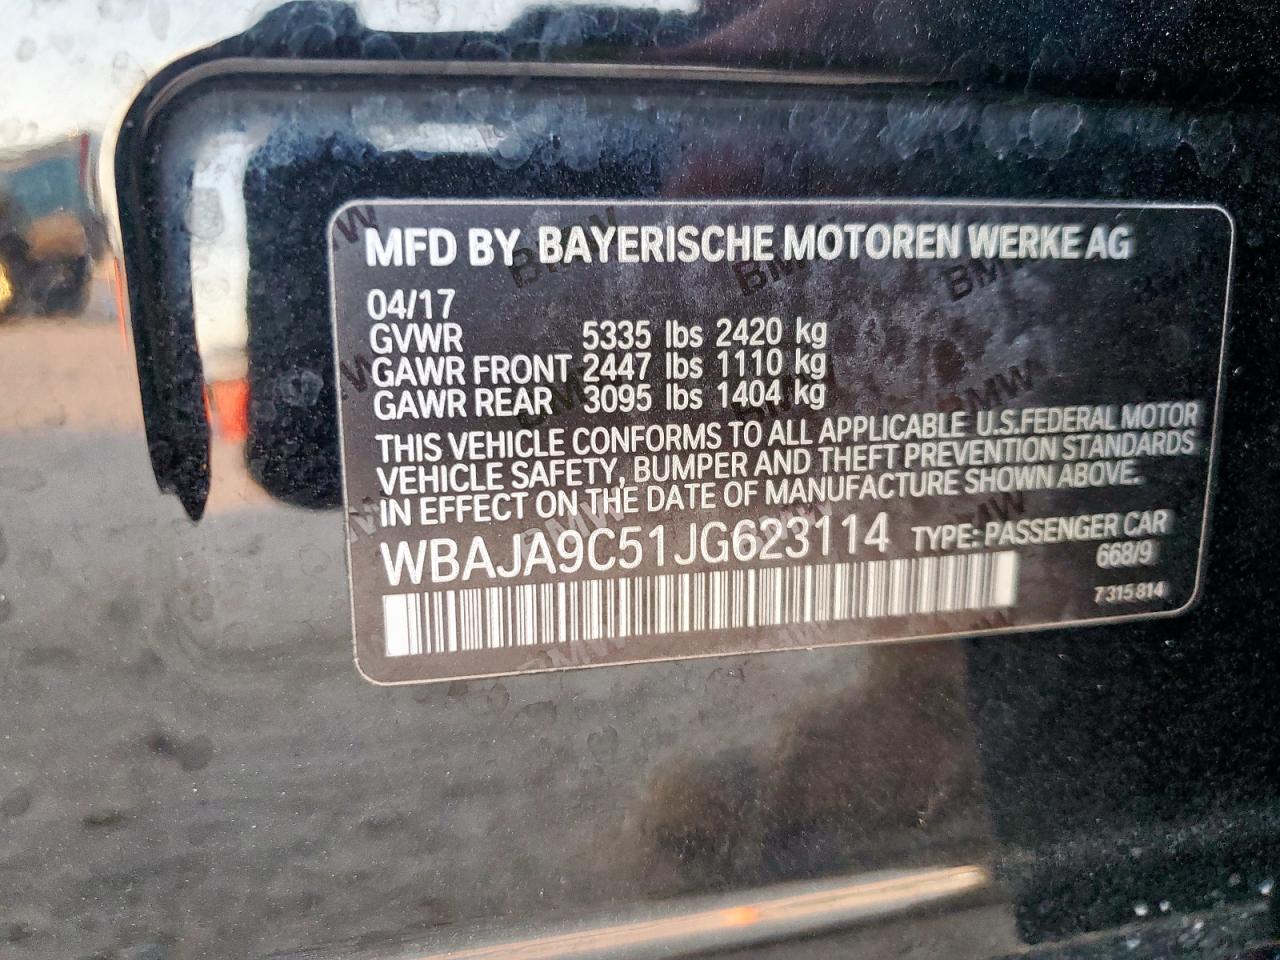 MFD BY BAYERISCHE MOTOREN WERKE AG
04/17
GVWR 5335 lbs 2420 kg
GAWR FRONT 2447 lbs 1110 kg
GAWR REAR 3095 lbs 1404 kg
THIS VEHICLE CONFORMS TO ALL APPLICABLE U.S.FEDERAL MOTOR
VEHICLE SAFETY, BUMPER AND THEFT PREVENTION STANDARDS
IN EFFECT ON THE DATE OF MANUFACTURE SHOWN ABOVE.
WBAJA9C51JG623114 TYPE: PASSENGER CAR
668/9
7315814